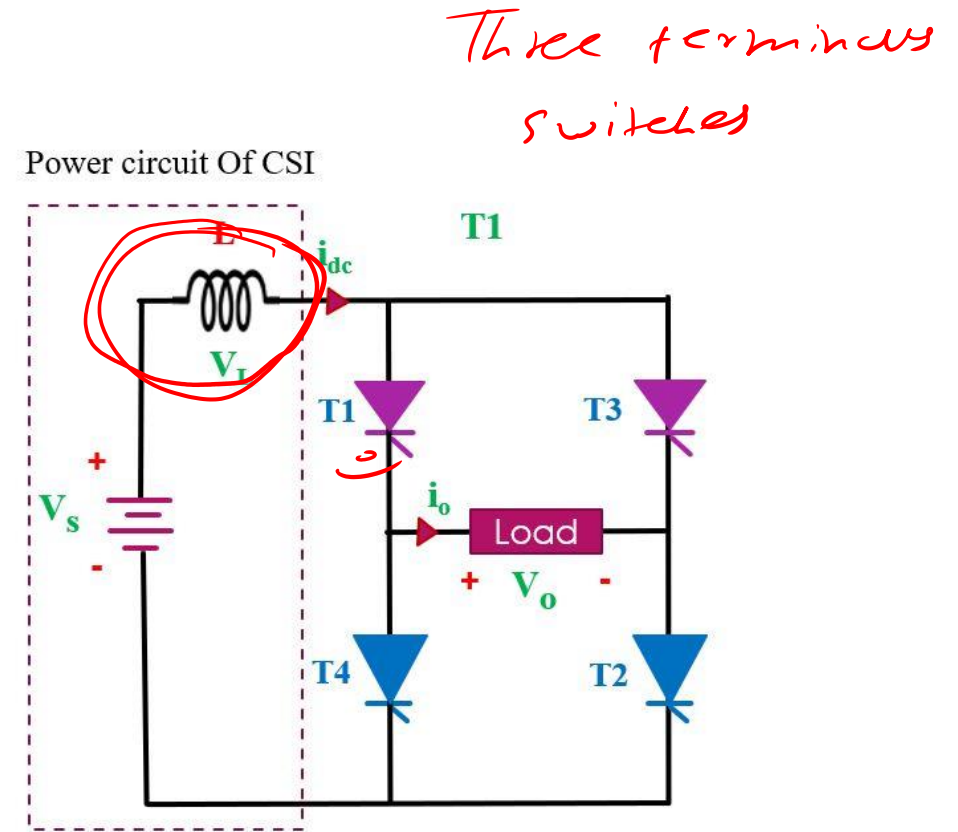 Three terminals
switches
Power circuit Of CSI
L
idc
T1
VL
T1
T3
+
Vs
-
io
Load
+ Vo -
T4
T2